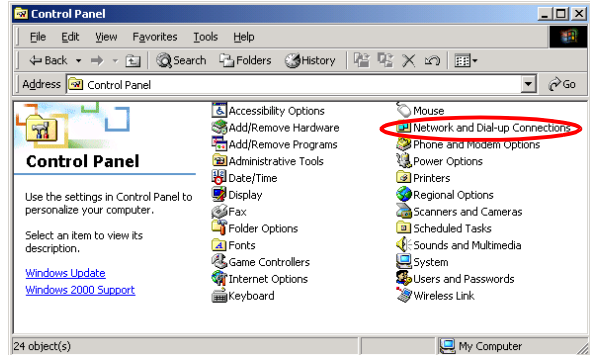 Control Panel
File Edit View Favorites Tools Help
Back Search Folders History
Address Control Panel Go
Control Panel
Use the settings in Control Panel to
personalize your computer.
Select an item to view its
description.
Windows Update
Windows 2000 Support
Accessibility Options
Add/Remove Hardware
Add/Remove Programs
Administrative Tools
Date/Time
Display
Fax
Folder Options
Fonts
Game Controllers
Internet Options
Keyboard
Mouse
Network and Dial-up Connections
Phone and Modem Options
Power Options
Printers
Regional Options
Scanners and Cameras
Scheduled Tasks
Sounds and Multimedia
System
Users and Passwords
Wireless Link
24 object(s) My Computer